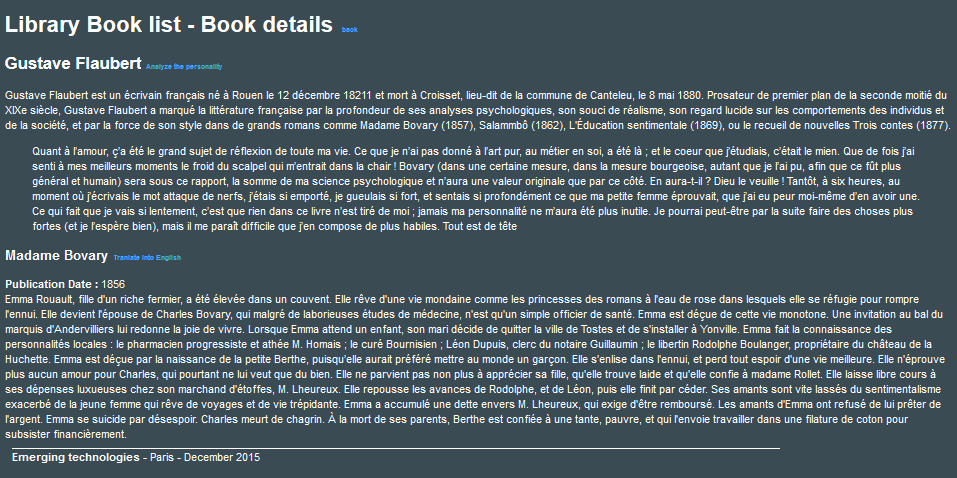 Library Book list - Book details back
Gustave Flaubert Analyze the personality
Gustave Flaubert est un écrivain français né à Rouen le 12 décembre 18211 et mort à Croisset, lieu-dit de la commune de Canteleu, le 8 mai 1880. Prosateur de premier plan de la seconde moitié du
XIXe siècle, Gustave Flaubert a marqué la littérature française par la profondeur de ses analyses psychologiques, son souci de réalisme, son regard lucide sur les comportements des individus et
de la société, et par la force de son style dans de grands romans comme Madame Bovary (1857), Salammbô (1862), L'Éducation sentimentale (1869), ou le recueil de nouvelles Trois contes (1877).
Quant à l'amour, ç'a été le grand sujet de réflexion de toute ma vie. Ce que je n'ai pas donné à l'art pur, au métier en soi, a été là ; et le coeur que j'étudiais, c'était le mien. Que de fois j'ai
senti à mes meilleurs moments le froid du scalpel qui m'entrait dans la chair ! Bovary (dans une certaine mesure, dans la mesure bourgeoise, autant que je l'ai pu, afin que ce fût plus
général et humain) sera sous ce rapport, la somme de ma science psychologique et n'aura une valeur originale que par ce côté. En aura-t-il ? Dieu le veuille ! Tantôt, à six heures, au
moment où j'écrivais le mot attaque de nerfs, j'étais si emporté, je gueulais si fort, et sentais si profondément ce que ma petite femme éprouvait, que j'ai eu peur moi-même d'en avoir une.
Ce qui fait que je vais si lentement, c'est que rien dans ce livre n'est tiré de moi ; jamais ma personnalité ne m'aura été plus inutile. Je pourrai peut-être par la suite faire des choses plus
fortes (et je l'espère bien), mais il me paraît difficile que j'en compose de plus habiles. Tout est de tête
Madame Bovary Tranlate into English
Publication Date : 1856
Emma Rouault, fille d'un riche fermier, a été élevée dans un couvent. Elle rêve d'une vie mondaine comme les princesses des romans à l'eau de rose dans lesquels elle se réfugie pour rompre
l'ennui. Elle devient l'épouse de Charles Bovary, qui malgré de laborieuses études de médecine, n'est qu'un simple officier de santé. Emma est déçue de cette vie monotone. Une invitation au bal du
marquis d'Andervilliers lui redonne la joie de vivre. Lorsque Emma attend un enfant, son mari décide de quitter la ville de Tostes et de s'installer à Yonville. Emma fait la connaissance des
personnalités locales : le pharmacien progressiste et athée M. Homais ; le curé Bournisien ; Léon Dupuis, clerc du notaire Guillaumin ; le libertin Rodolphe Boulanger, propriétaire du château de la
Huchette. Emma est déçue par la naissance de la petite Berthe, puisqu'elle aurait préféré mettre au monde un garçon. Elle s'enlise dans l'ennui, et perd tout espoir d'une vie meilleure. Elle n'éprouve
plus aucun amour pour Charles, qui pourtant ne lui veut que du bien. Elle ne parvient pas non plus à apprécier sa fille, qu'elle trouve laide et qu'elle confie à madame Rollet. Elle laisse libre cours à
ses dépenses luxueuses chez son marchand d'étoffes, M. Lheureux. Elle repousse les avances de Rodolphe, et de Léon, puis elle finit par céder. Ses amants sont vite lassés du sentimentalisme
exacerbé de la jeune femme qui rêve de voyages et de vie trépidante. Emma a accumulé une dette envers M. Lheureux, qui exige d'être remboursé. Les amants d'Emma ont refusé de lui prêter de
l'argent. Emma se suicide par désespoir. Charles meurt de chagrin. À la mort de ses parents, Berthe est confiée à une tante, pauvre, et qui l'envoie travailler dans une filature de coton pour
subsister financièrement.
Emerging technologies - Paris - December 2015